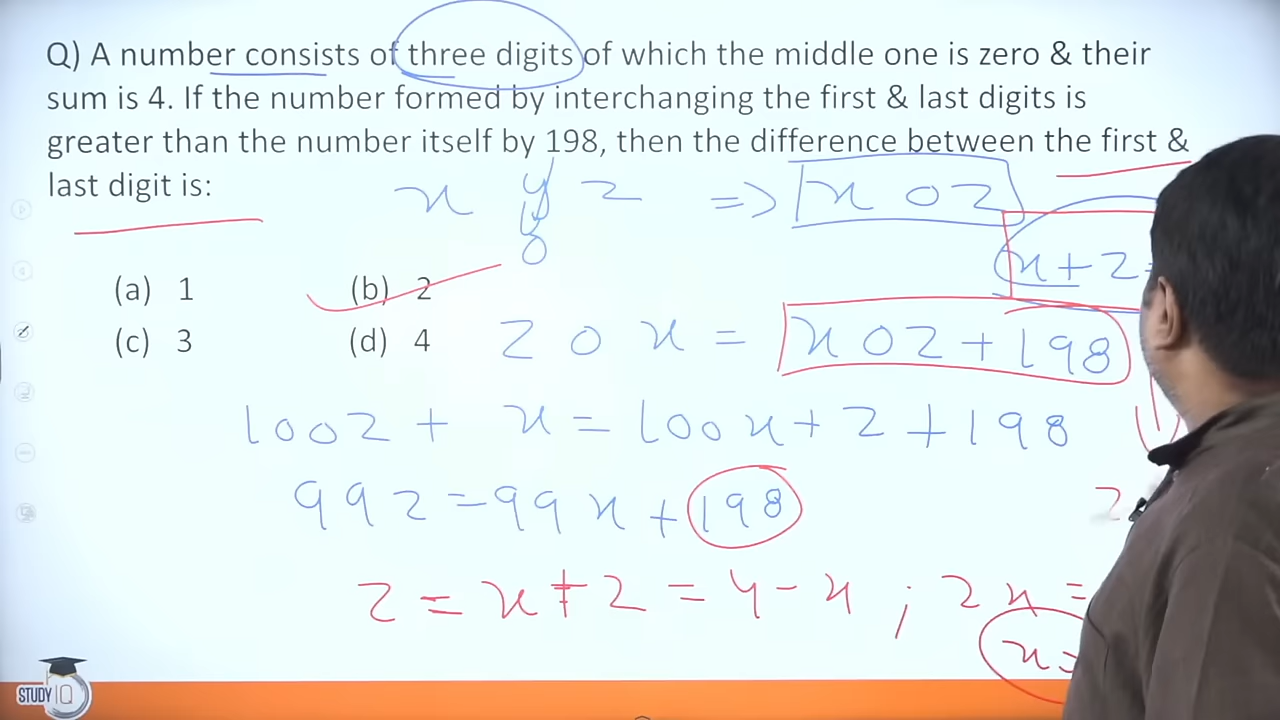 Q) A number consists of three digits of which the middle one is zero & their
sum is 4. If the number formed by interchanging the first & last digits is
greater than the number itself by 198, then the difference between the first &
last digit is:
x y z => x 0 z
0
x + z =
(a) 1 (b) 2
(c) 3 (d) 4
z 0 x = x 0 z + 198
100z + x = 100x + z + 198
99z = 99x + 198
z = x + 2 = 4 - x ; 2x =
x =
STUDY IQ